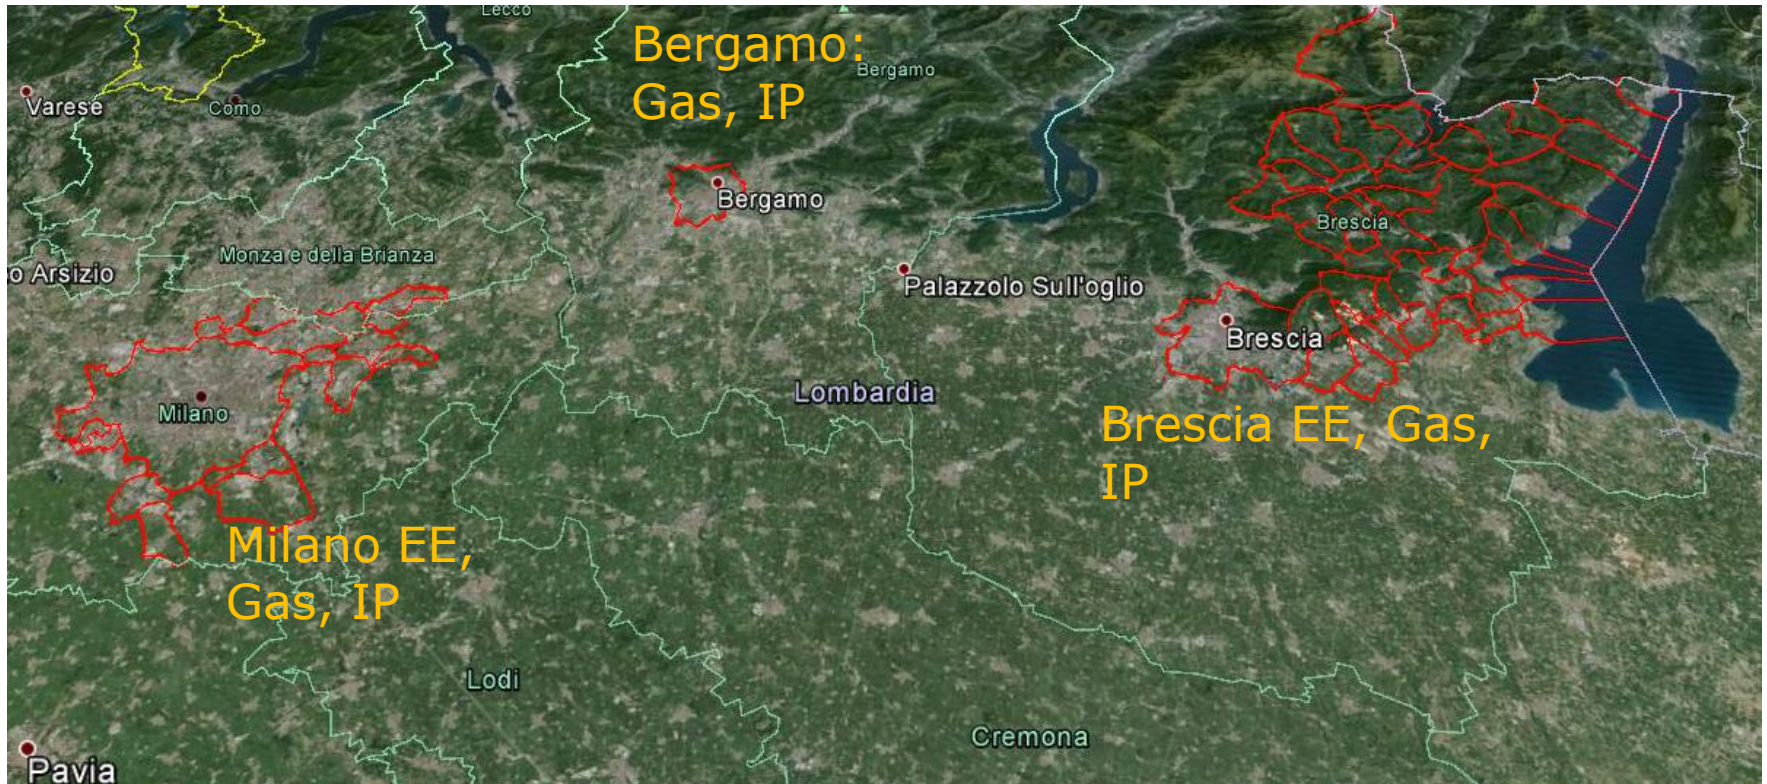 Lecco
Bergamo:
Gas, IP
Bergamo
Varese
Como
Bergamo
Brescia
Monza e della Brianza
o Arsizio
Palazzolo Sull'oglio
Brescia
Lombardia
Milano
Brescia EE, Gas,
IP
Milano EE,
Gas, IP
Lodi
Cremona
Pavia